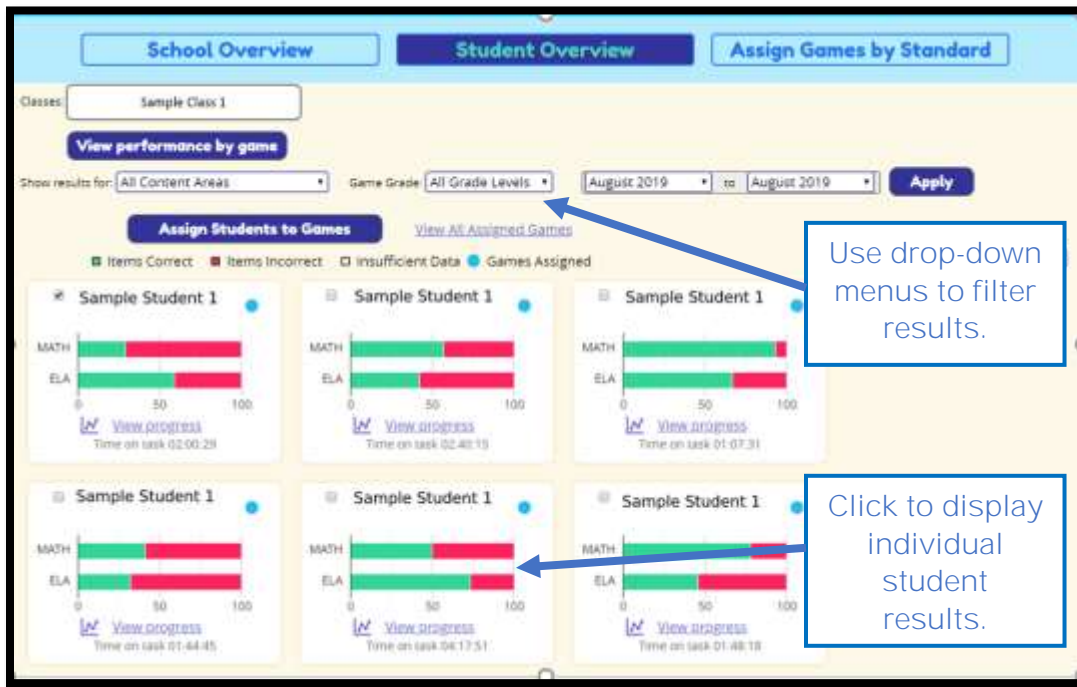 School Overview
Student Overview
Assign Games by Standard
Classes: Sample Class 1
View performance by game
Show results for: All Content Areas Game Grade All Grade Levels August 2019 to August 2019 Apply
Assign Students to Games View All Assigned Games
Items Correct Items Incorrect Insufficient Data Games Assigned
Use drop-down
menus to filter
results.
Sample Student 1
MATH
ELA
0 50 100
View progress
Time on task 02:00:29
Sample Student 1
MATH
ELA
0 50 100
View progress
Time on task 02:40:15
Sample Student 1
MATH
ELA
0 50 100
View progress
Time on task 01:07:31
Sample Student 1
MATH
ELA
0 50 100
View progress
Time on task 01:44:45
Sample Student 1
MATH
ELA
0 50 100
View progress
Time on task 04:17:51
Sample Student 1
MATH
ELA
0 50 100
View progress
Time on task 01:48:18
Click to display
individual
student
results.